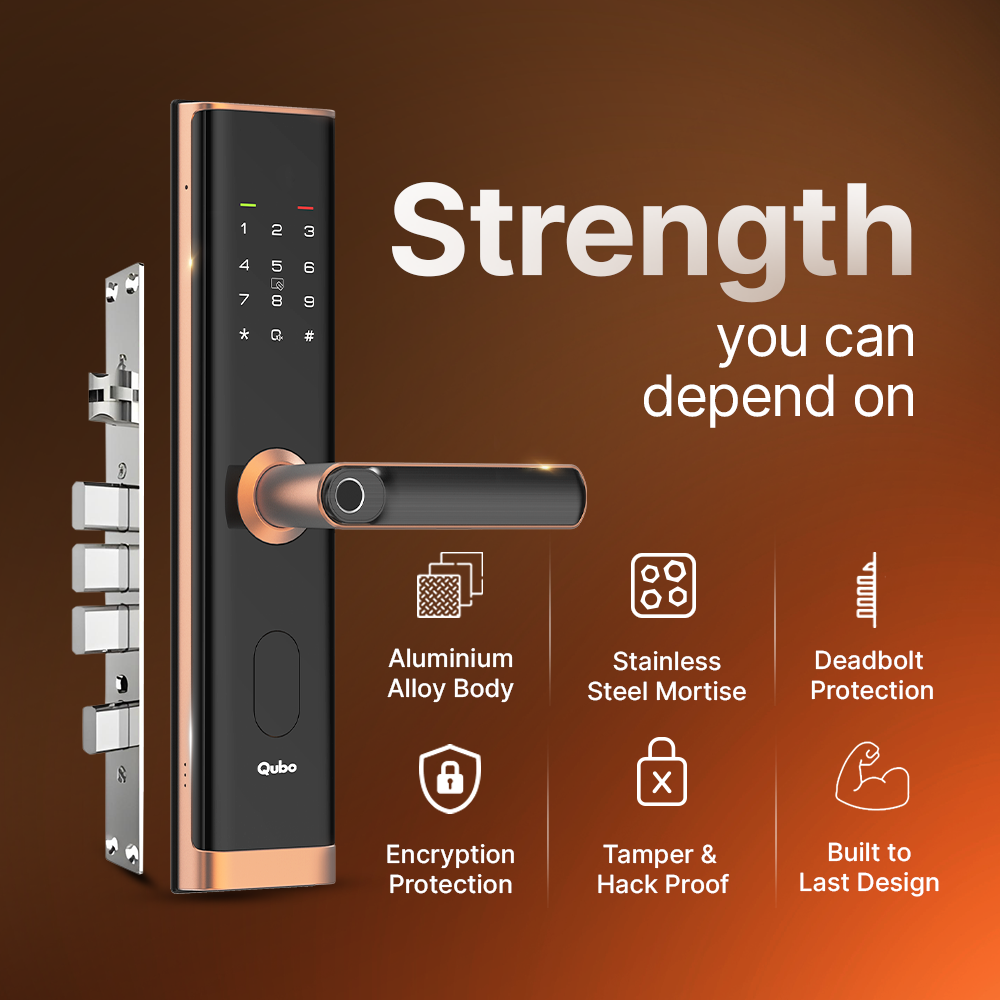 Strength
you can
depend on
1 2 3
4 5 6
7 8 9
* #
Qubo
Aluminium
Alloy Body
Stainless
Steel Mortise
Deadbolt
Protection
Encryption
Protection
Tamper &
Hack Proof
Built to
Last Design